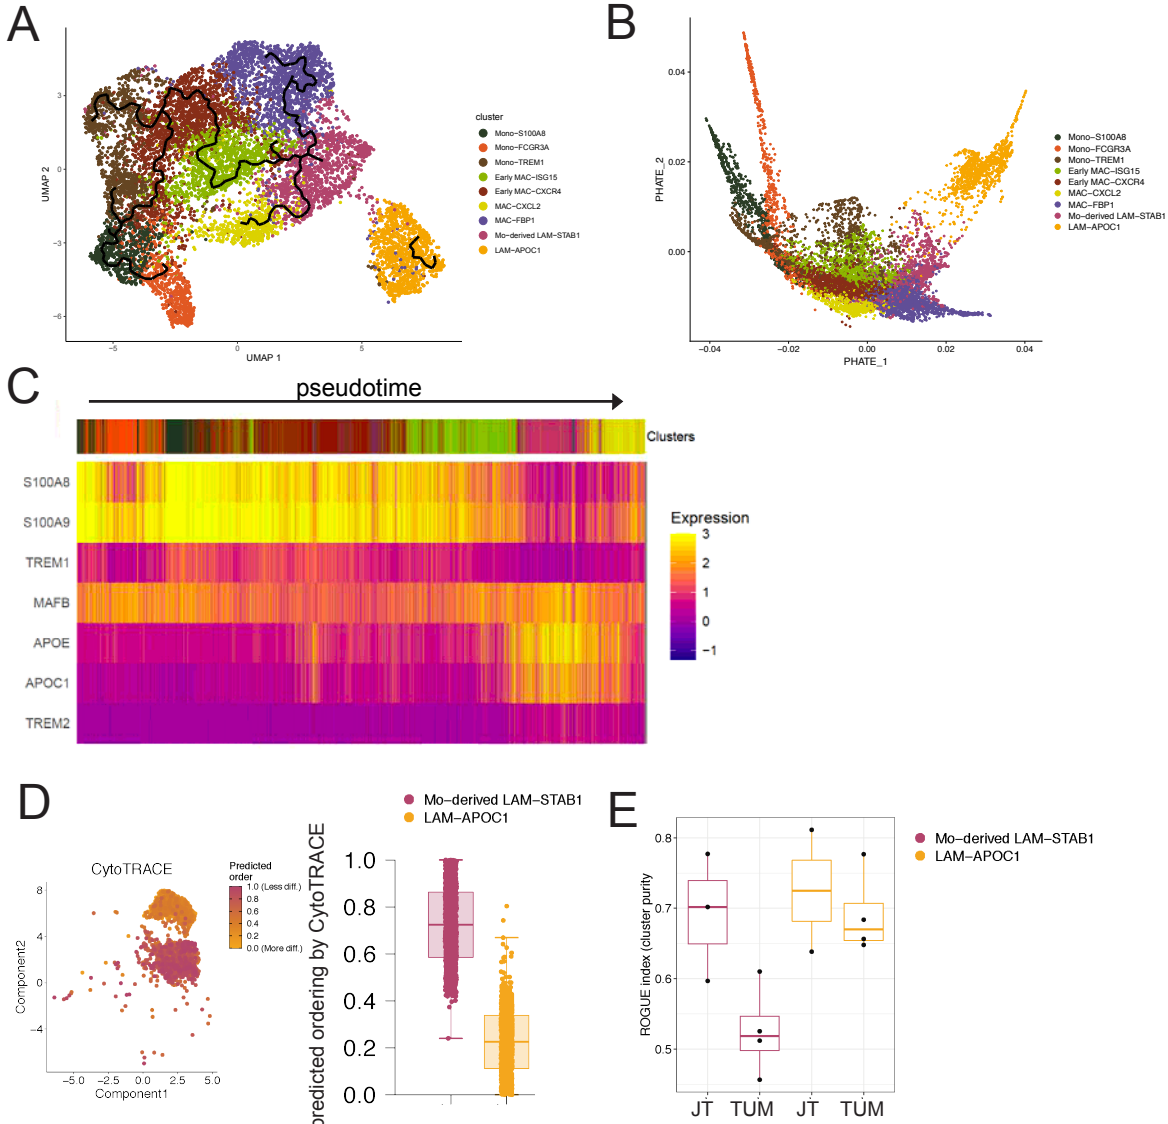 A
UMAP 2
3
0
−3
−6
−5
0
5
UMAP 1
cluster
Mono−S100A8
Mono−FCGR3A
Mono−TREM1
Early MAC−ISG15
Early MAC−CXCR4
MAC−CXCL2
MAC−FBP1
Mo−derived LAM−STAB1
LAM−APOC1
B
PHATE_2
0.04
0.02
0.00
−0.04
−0.02
0.00
0.02
0.04
PHATE_1
Mono−S100A8
Mono−FCGR3A
Mono−TREM1
Early MAC−ISG15
Early MAC−CXCR4
MAC−CXCL2
MAC−FBP1
Mo−derived LAM−STAB1
LAM−APOC1
C
pseudotime
Clusters
S100A8
S100A9
TREM1
MAFB
APOE
APOC1
TREM2
Expression
3
2
1
0
−1
D
CytoTRACE
Component2
8
4
0
−4
−5.0
−2.5
0.0
2.5
5.0
Component1
Predicted
order
1.0 (Less diff.)
0.8
0.6
0.4
0.2
0.0 (More diff.)
Mo−derived LAM−STAB1
LAM−APOC1
predicted ordering by CytoTRACE
1.0
0.8
0.6
0.4
0.2
0.0
E
ROGUE index (cluster purity
0.8
0.7
0.6
0.5
JT
TUM
JT
TUM
Mo−derived LAM−STAB1
LAM−APOC1